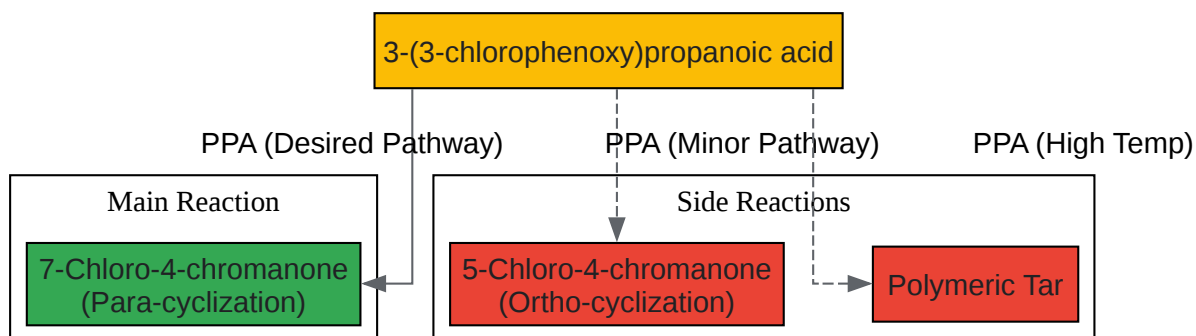 3-(3-chlorophenoxy)propanoic acid
PPA (Desired Pathway)
PPA (Minor Pathway)
PPA (High Temp)
Main Reaction
Side Reactions
7-Chloro-4-chromanone
(Para-cyclization)
5-Chloro-4-chromanone
(Ortho-cyclization)
Polymeric Tar